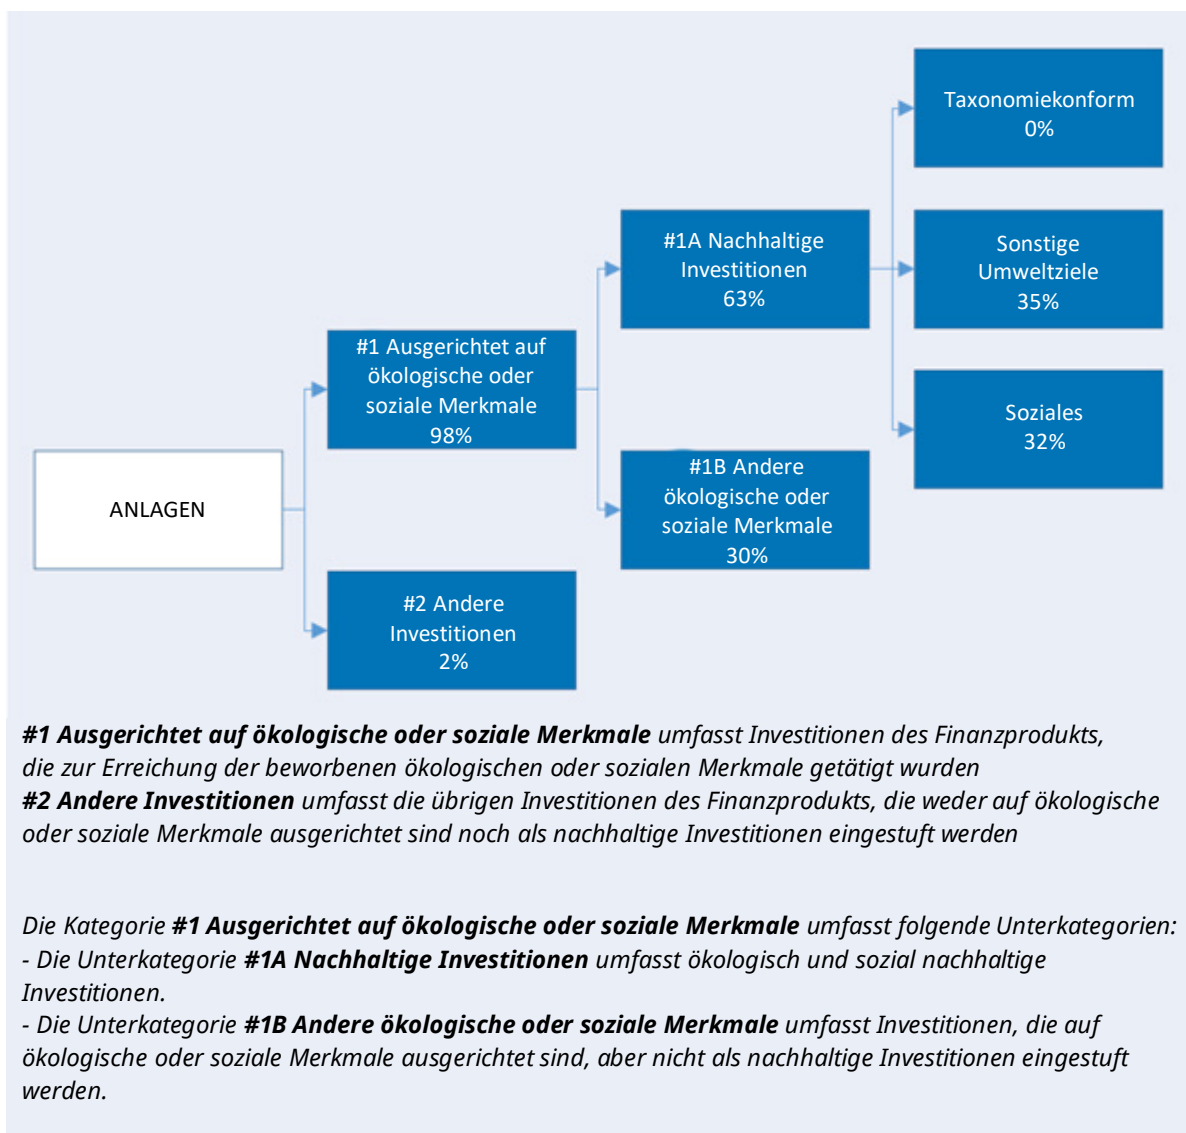 Taxonomiekonform
0%
#1A Nachhaltige
Investitionen
63%
Sonstige
Umweltziele
35%
#1 Ausgerichtet auf
ökologische oder
soziale Merkmale
98%
Soziales
32%
ANLAGEN
#1B Andere
ökologische oder
soziale Merkmale
30%
#2 Andere
Investitionen
2%
#1 Ausgerichtet auf ökologische oder soziale Merkmale umfasst Investitionen des Finanzprodukts,
die zur Erreichung der beworbenen ökologischen oder sozialen Merkmale getätigt wurden
#2 Andere Investitionen umfasst die übrigen Investitionen des Finanzprodukts, die weder auf ökologische
oder soziale Merkmale ausgerichtet sind noch als nachhaltige Investitionen eingestuft werden
Die Kategorie #1 Ausgerichtet auf ökologische oder soziale Merkmale umfasst folgende Unterkategorien:
- Die Unterkategorie #1A Nachhaltige Investitionen umfasst ökologisch und sozial nachhaltige
Investitionen.
- Die Unterkategorie #1B Andere ökologische oder soziale Merkmale umfasst Investitionen, die auf
ökologische oder soziale Merkmale ausgerichtet sind, aber nicht als nachhaltige Investitionen eingestuft
werden.